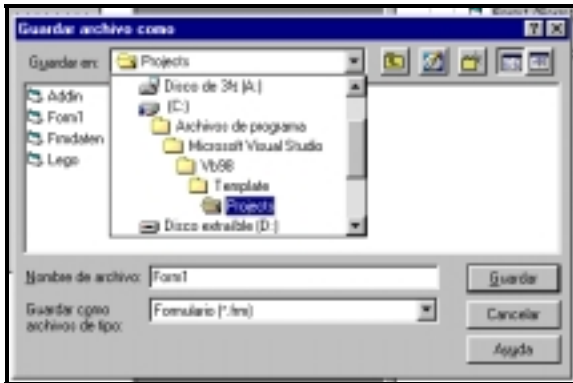 Guardar archivo como
Guardar en: Projects
Addin
Form1
Frmdaten
Lego
Disco de 3½ (A:)
(C:)
Archivos de programa
Microsoft Visual Studio
Vb98
Template
Projects
Disco extraíble (D:)
Nombre de archivo: Form1
Guardar
Guardar como archivos de tipo:
Formulario (*.frm)
Cancelar
Ayuda